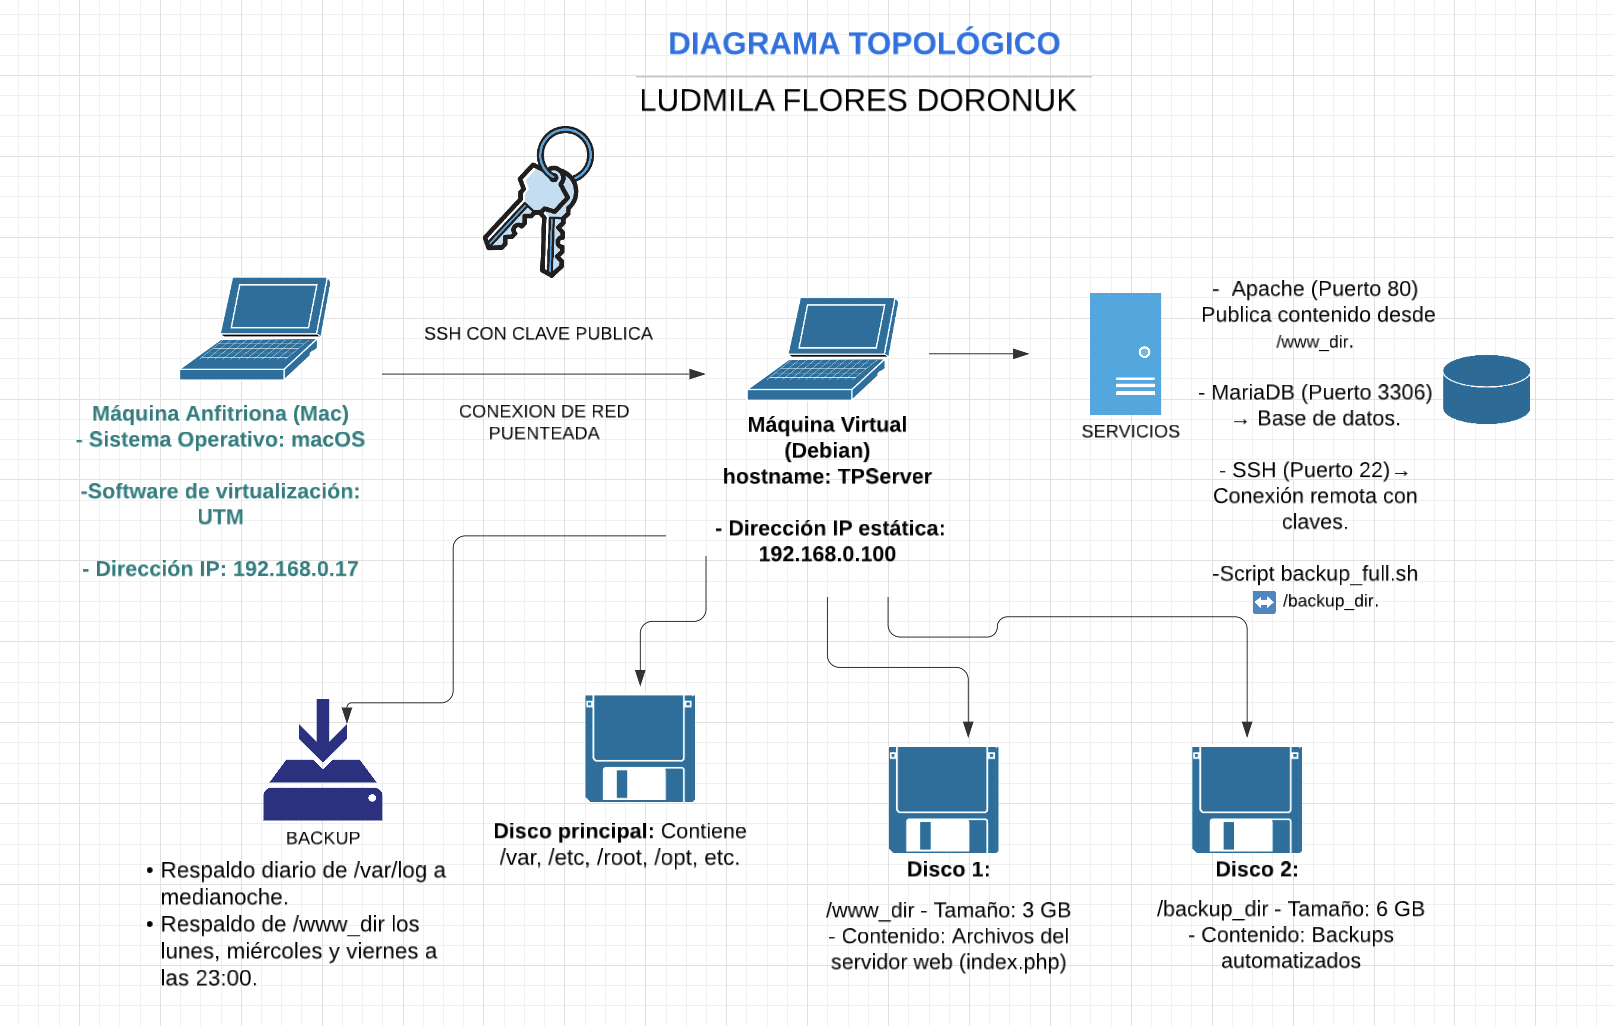 DIAGRAMA TOPOLÓGICO
LUDMILA FLORES DORONUK
SSH CON CLAVE PUBLICA
CONEXION DE RED
PUENTEADA
Máquina Anfitriona (Mac)
- Sistema Operativo: macOS
-Software de virtualización:
UTM
- Dirección IP: 192.168.0.17
Máquina Virtual
(Debian)
hostname: TPServer
- Dirección IP estática:
192.168.0.100
SERVICIOS
- Apache (Puerto 80)
Publica contenido desde
/www_dir.
- MariaDB (Puerto 3306)
→ Base de datos.
- SSH (Puerto 22)→
Conexión remota con
claves.
-Script backup_full.sh
↔ /backup_dir.
BACKUP
• Respaldo diario de /var/log a
medianoche.
• Respaldo de /www_dir los
lunes, miércoles y viernes a
las 23:00.
Disco principal: Contiene
/var, /etc, /root, /opt, etc.
Disco 1:
/www_dir - Tamaño: 3 GB
- Contenido: Archivos del
servidor web (index.php)
Disco 2:
/backup_dir - Tamaño: 6 GB
- Contenido: Backups
automatizados